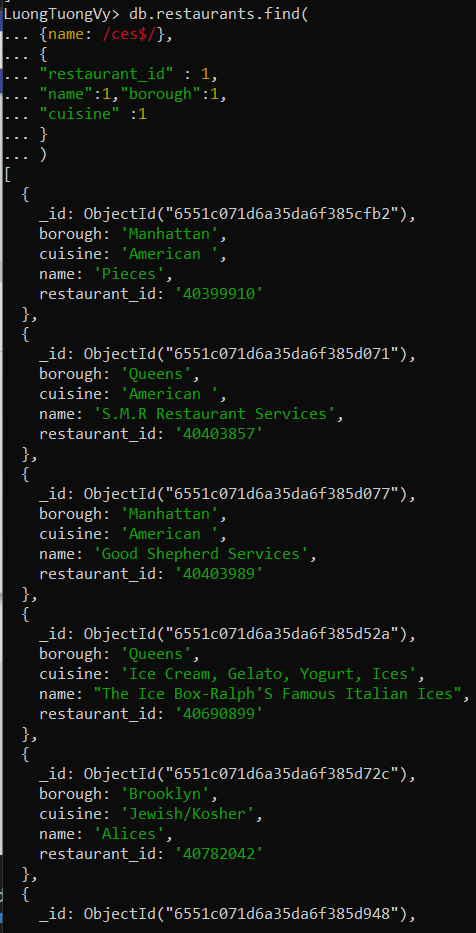 LuongTuongVy> db.restaurants.find(
... {name: /ces$/},
... {
... "restaurant_id" : 1,
... "name":1,"borough":1,
... "cuisine" :1
... }
... )
[
  {
    _id: ObjectId("6551c071d6a35da6f385cfb2"),
    borough: 'Manhattan',
    cuisine: 'American ',
    name: 'Pieces',
    restaurant_id: '40399910'
  },
  {
    _id: ObjectId("6551c071d6a35da6f385d071"),
    borough: 'Queens',
    cuisine: 'American ',
    name: 'S.M.R Restaurant Services',
    restaurant_id: '40403857'
  },
  {
    _id: ObjectId("6551c071d6a35da6f385d077"),
    borough: 'Manhattan',
    cuisine: 'American ',
    name: 'Good Shepherd Services',
    restaurant_id: '40403989'
  },
  {
    _id: ObjectId("6551c071d6a35da6f385d52a"),
    borough: 'Queens',
    cuisine: 'Ice Cream, Gelato, Yogurt, Ices',
    name: "The Ice Box-Ralph'S Famous Italian Ices",
    restaurant_id: '40690899'
  },
  {
    _id: ObjectId("6551c071d6a35da6f385d72c"),
    borough: 'Brooklyn',
    cuisine: 'Jewish/Kosher',
    name: 'Alices',
    restaurant_id: '40782042'
  },
  {
    _id: ObjectId("6551c071d6a35da6f385d948"),